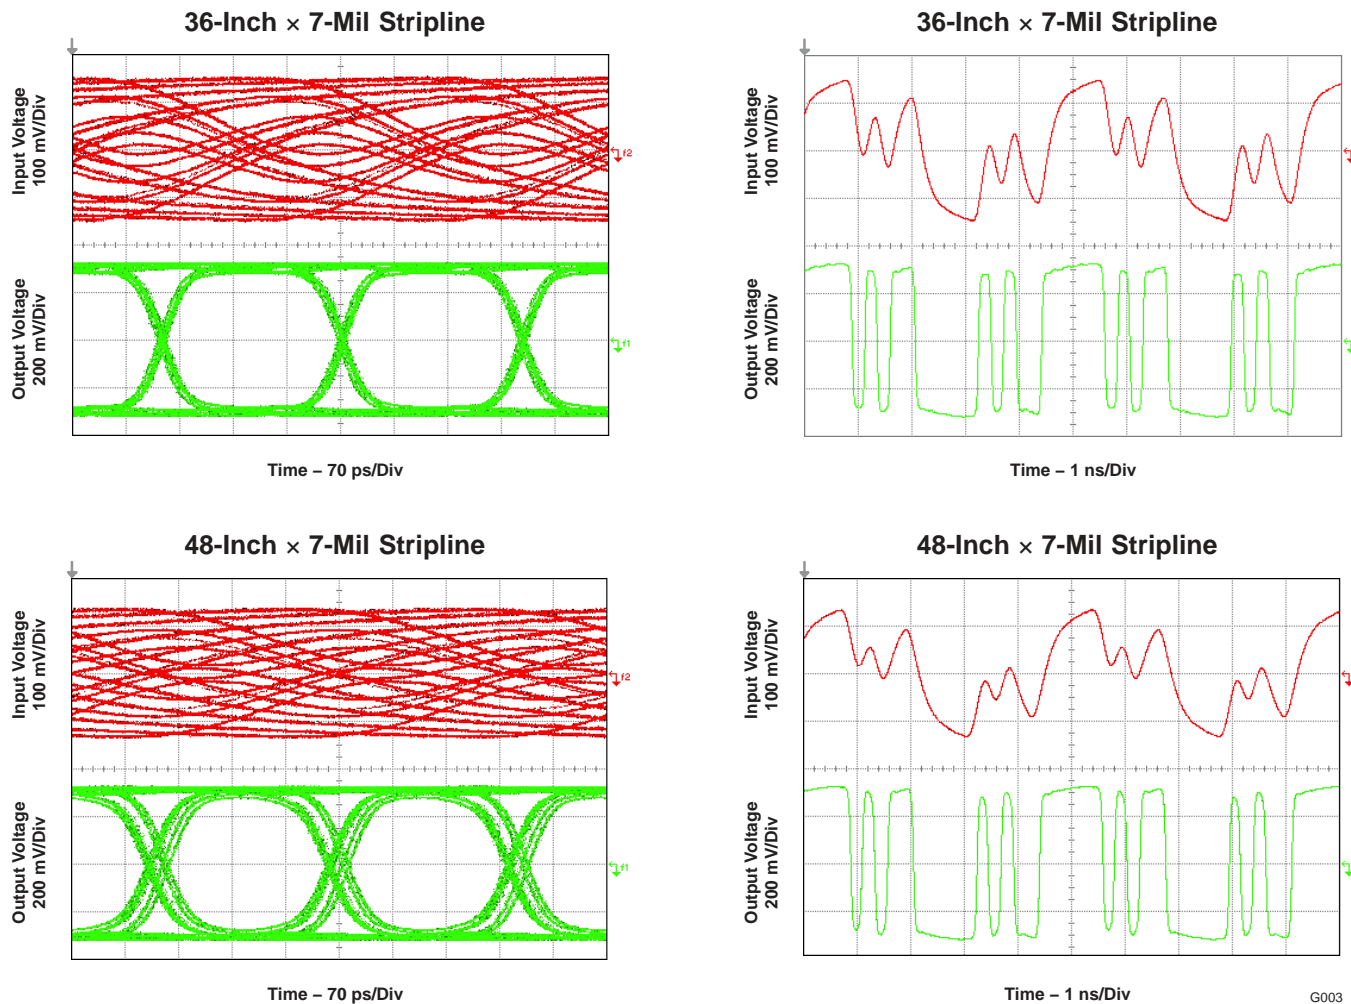 36-Inch × 7-Mil Stripline
36-Inch × 7-Mil Stripline
Input Voltage
100 mV/Div
f2
Output Voltage
200 mV/Div
f1
Time – 70 ps/Div
Input Voltage
100 mV/Div
Output Voltage
200 mV/Div
Time – 1 ns/Div
48-Inch × 7-Mil Stripline
48-Inch × 7-Mil Stripline
Input Voltage
100 mV/Div
f2
Output Voltage
200 mV/Div
f1
Time – 70 ps/Div
Input Voltage
100 mV/Div
Output Voltage
200 mV/Div
Time – 1 ns/Div
G003